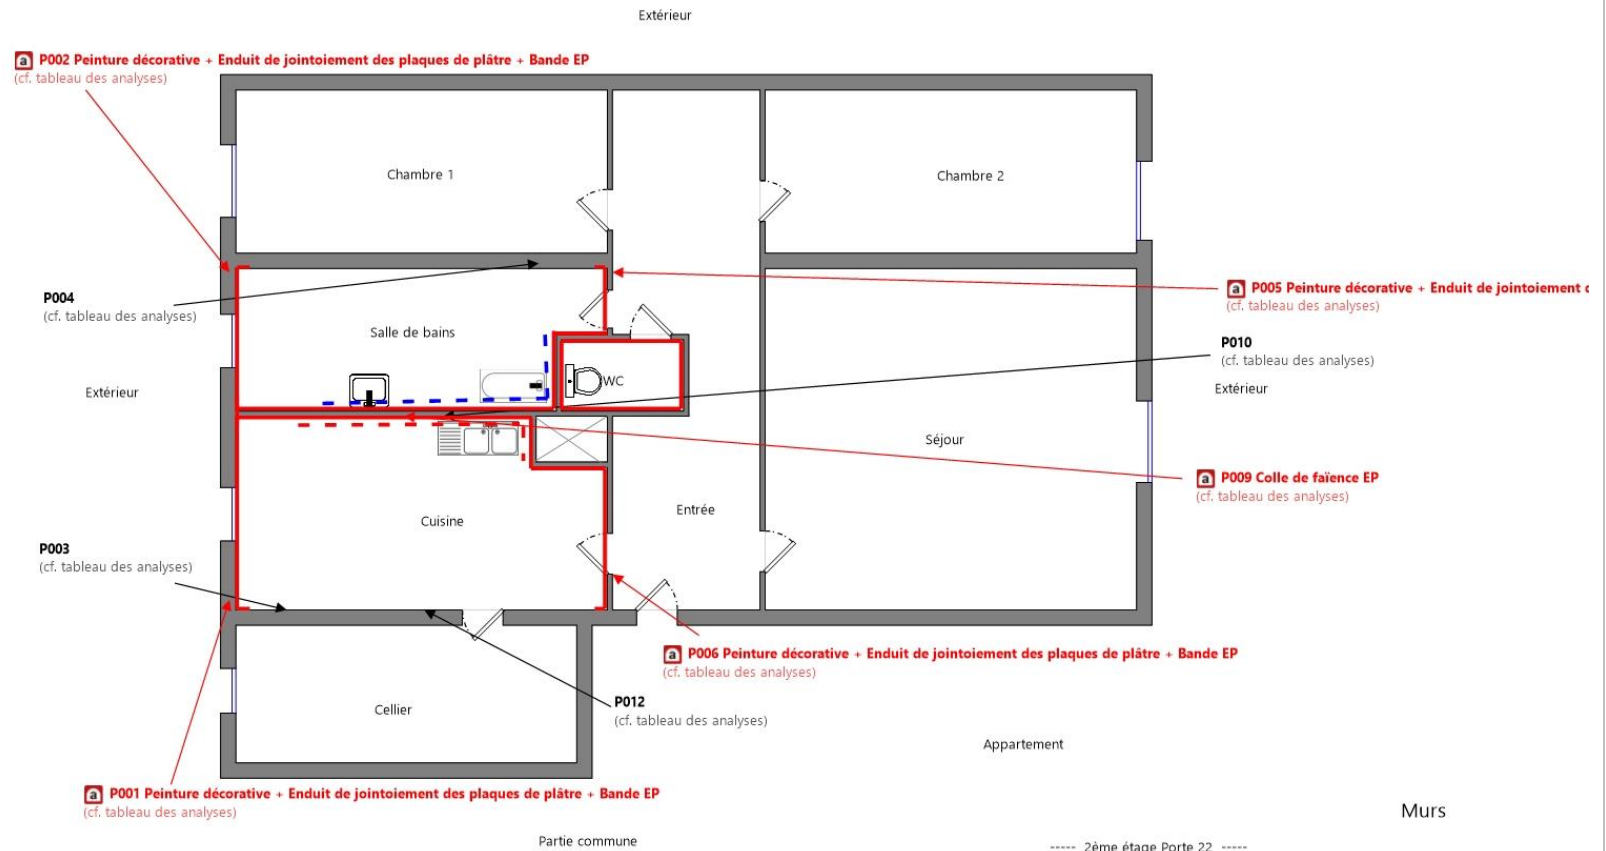 Extérieur
a P002 Peinture décorative + Enduit de jointoiement des plaques de plâtre + Bande EP
(cf. tableau des analyses)
Chambre 1
Chambre 2
P004
(cf. tableau des analyses)
a P005 Peinture décorative + Enduit de jointoiement
(cf. tableau des analyses)
Salle de bains
P010
(cf. tableau des analyses)
Extérieur
WC
Extérieur
Séjour
a P009 Colle de faïence EP
(cf. tableau des analyses)
Entrée
Cuisine
P003
(cf. tableau des analyses)
a P006 Peinture décorative + Enduit de jointoiement des plaques de plâtre + Bande EP
(cf. tableau des analyses)
Cellier
P012
(cf. tableau des analyses)
Appartement
a P001 Peinture décorative + Enduit de jointoiement des plaques de plâtre + Bande EP
(cf. tableau des analyses)
Murs
Partie commune
----- 2ème étage Porte 22 -----